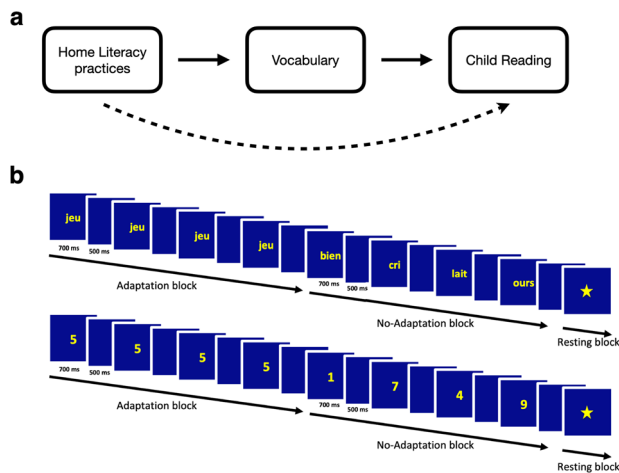 a
Home Literacy
practices
Vocabulary
Child Reading
b
jeu
jeu
jeu
jeu
bien
cri
lait
ours
700 ms
500 ms
700 ms
500 ms
Adaptation block
No-Adaptation block
Resting block
5
5
5
5
1
7
4
9
700 ms
500 ms
700 ms
500 ms
Adaptation block
No-Adaptation block
Resting block